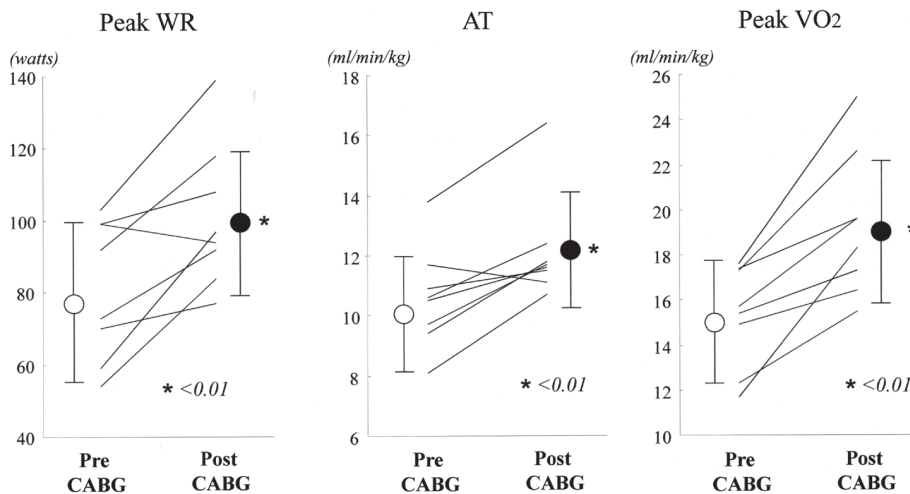 Peak WR
(watts)
140
120
100
80
60
40
*
* <0.01
Pre
CABG
Post
CABG
AT
(ml/min/kg)
18
16
14
12
10
8
6
*
* <0.01
Pre
CABG
Post
CABG
Peak VO2
(ml/min/kg)
26
24
22
20
18
16
14
12
10
*
* <0.01
Pre
CABG
Post
CABG